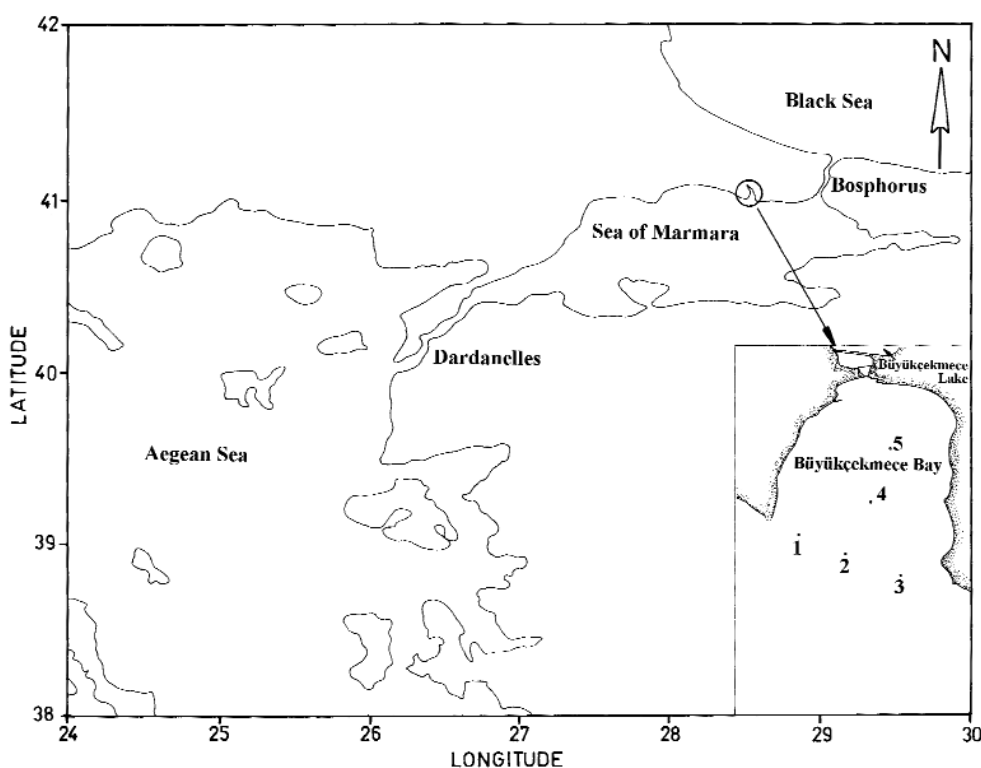 42
N
Black Sea
41
Bosphorus
Sea of Marmara
LATITUDE
40
Dardanelles
Büyükçekmece
Lake
Aegean Sea
.5
Büyükçekmece Bay
.4
39
1
2
3
38
24
25
26
27
28
29
30
LONGITUDE